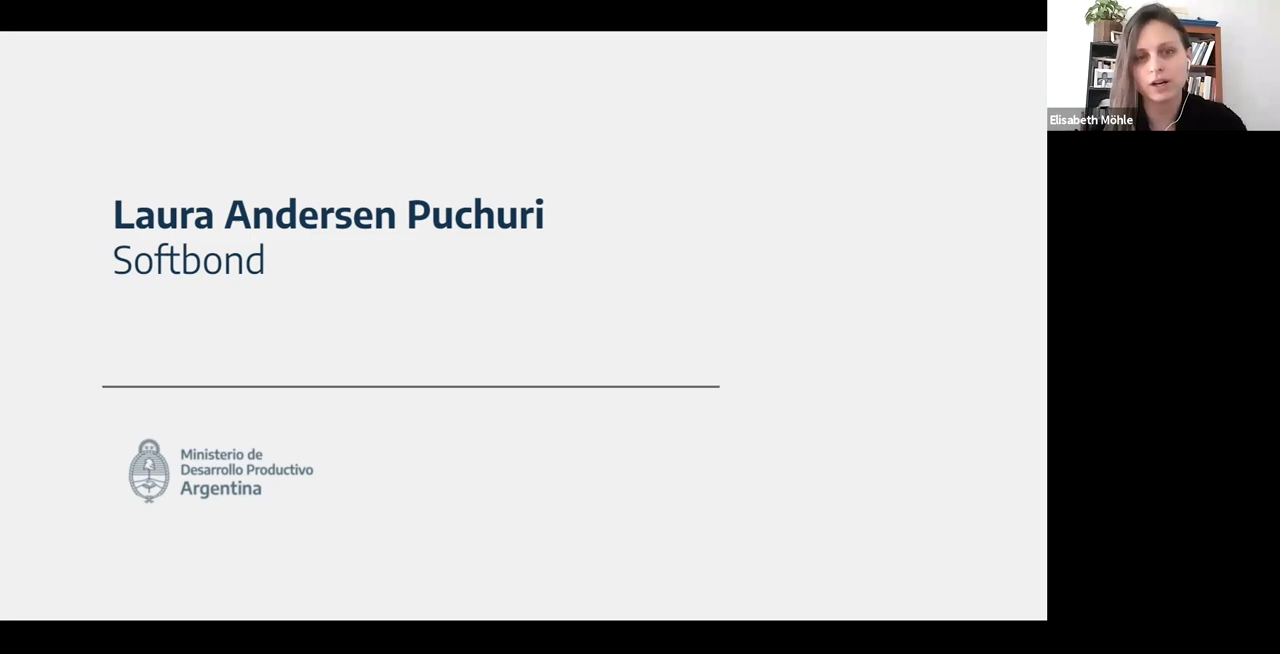 Laura Andersen Puchuri
Softbond
Ministerio de
Desarrollo Productivo
Argentina
Elisabeth Möhle